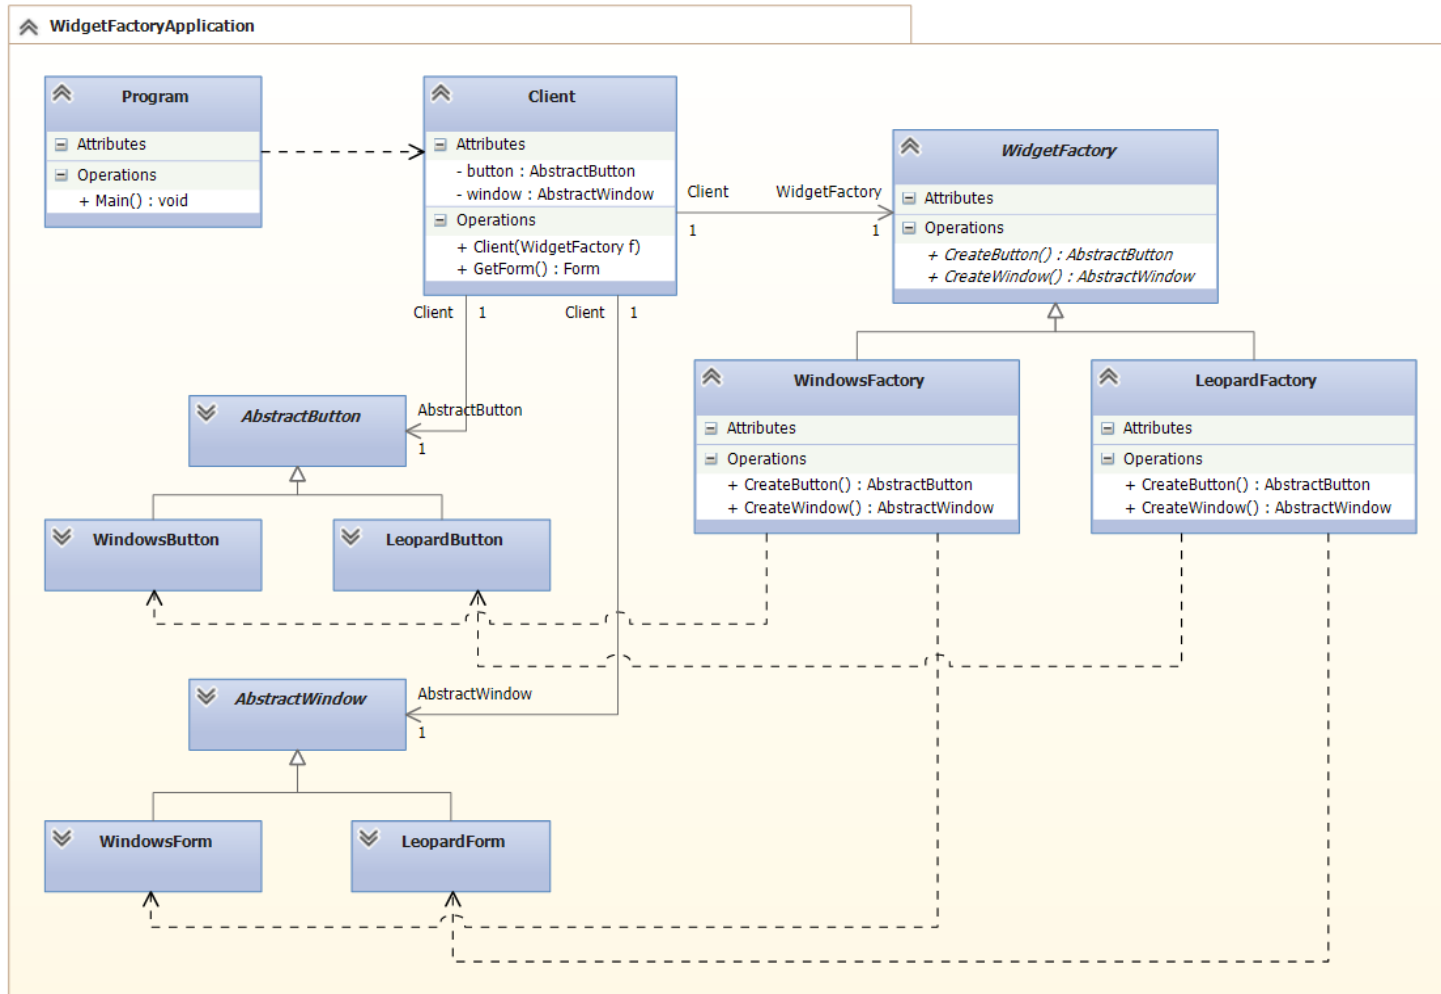 WidgetFactoryApplication
Program
Attributes
Operations
+ Main() : void
Client
Attributes
- button : AbstractButton
- window : AbstractWindow
Operations
+ Client(WidgetFactory f)
+ GetForm() : Form
Client
WidgetFactory
1
1
WidgetFactory
Attributes
Operations
+ CreateButton() : AbstractButton
+ CreateWindow() : AbstractWindow
Client
1
Client
1
WindowsFactory
Attributes
Operations
+ CreateButton() : AbstractButton
+ CreateWindow() : AbstractWindow
LeopardFactory
Attributes
Operations
+ CreateButton() : AbstractButton
+ CreateWindow() : AbstractWindow
AbstractButton
AbstractButton
1
WindowsButton
LeopardButton
AbstractWindow
AbstractWindow
1
WindowsForm
LeopardForm